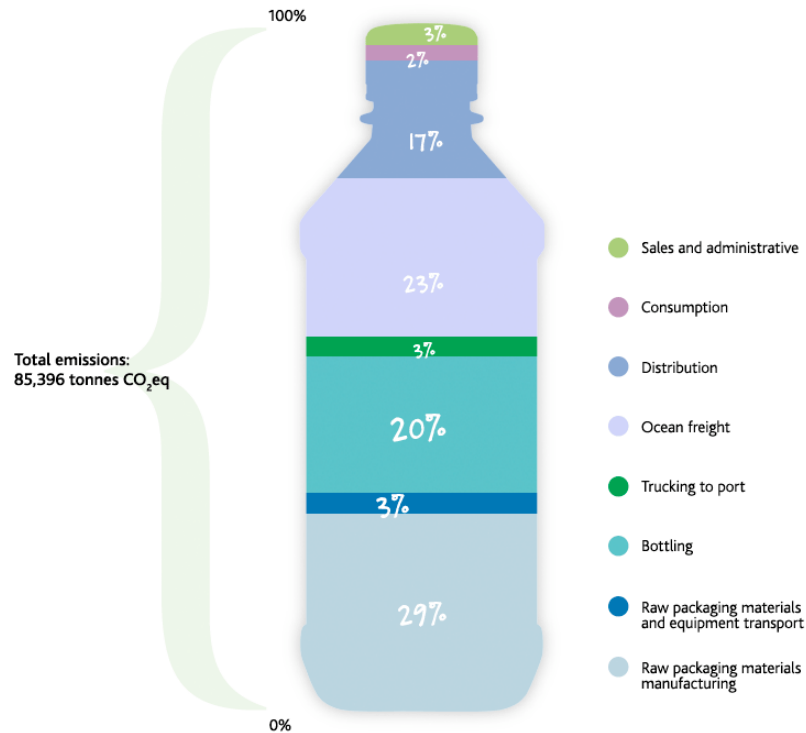 100%
3%
2%
17%
23%
3%
20%
3%
29%
0%
Total emissions:
85,396 tonnes CO₂eq
Sales and administrative
Consumption
Distribution
Ocean freight
Trucking to port
Bottling
Raw packaging materials
and equipment transport
Raw packaging materials
manufacturing